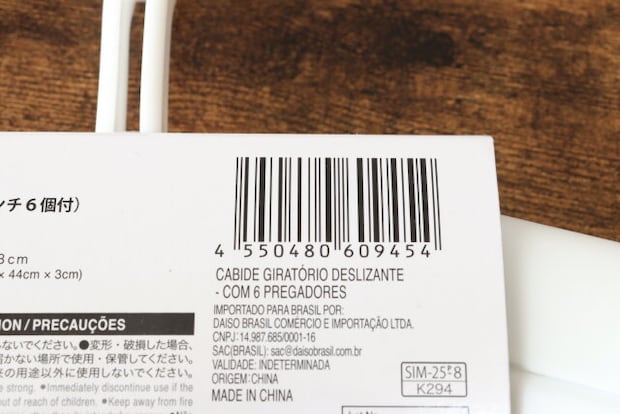 ンチ6個付)
3cm
× 44cm × 3cm)
ION / PRECAUÇÕES
ないでください。●変形・破損した場合、
届かない場所で使用・保管してください。
来の用途以外に使用しないでください。
strong. ●Immediately discontinue use if the
out of reach of children. ●Keep away from fire
4 550480 609454
CABIDE GIRATÓRIO DESLIZANTE
- COM 6 PREGADORES
IMPORTADO PARA BRASIL POR:
DAISO BRASIL COMÉRCIO E IMPORTAÇÃO LTDA.
CNPJ: 14.987.685/0001-16
SAC(BRASIL): sac@daisobrasil.com.br
VALIDADE: INDETERMINADA
ORIGEM: CHINA
MADE IN CHINA
SIM-25F8
K294